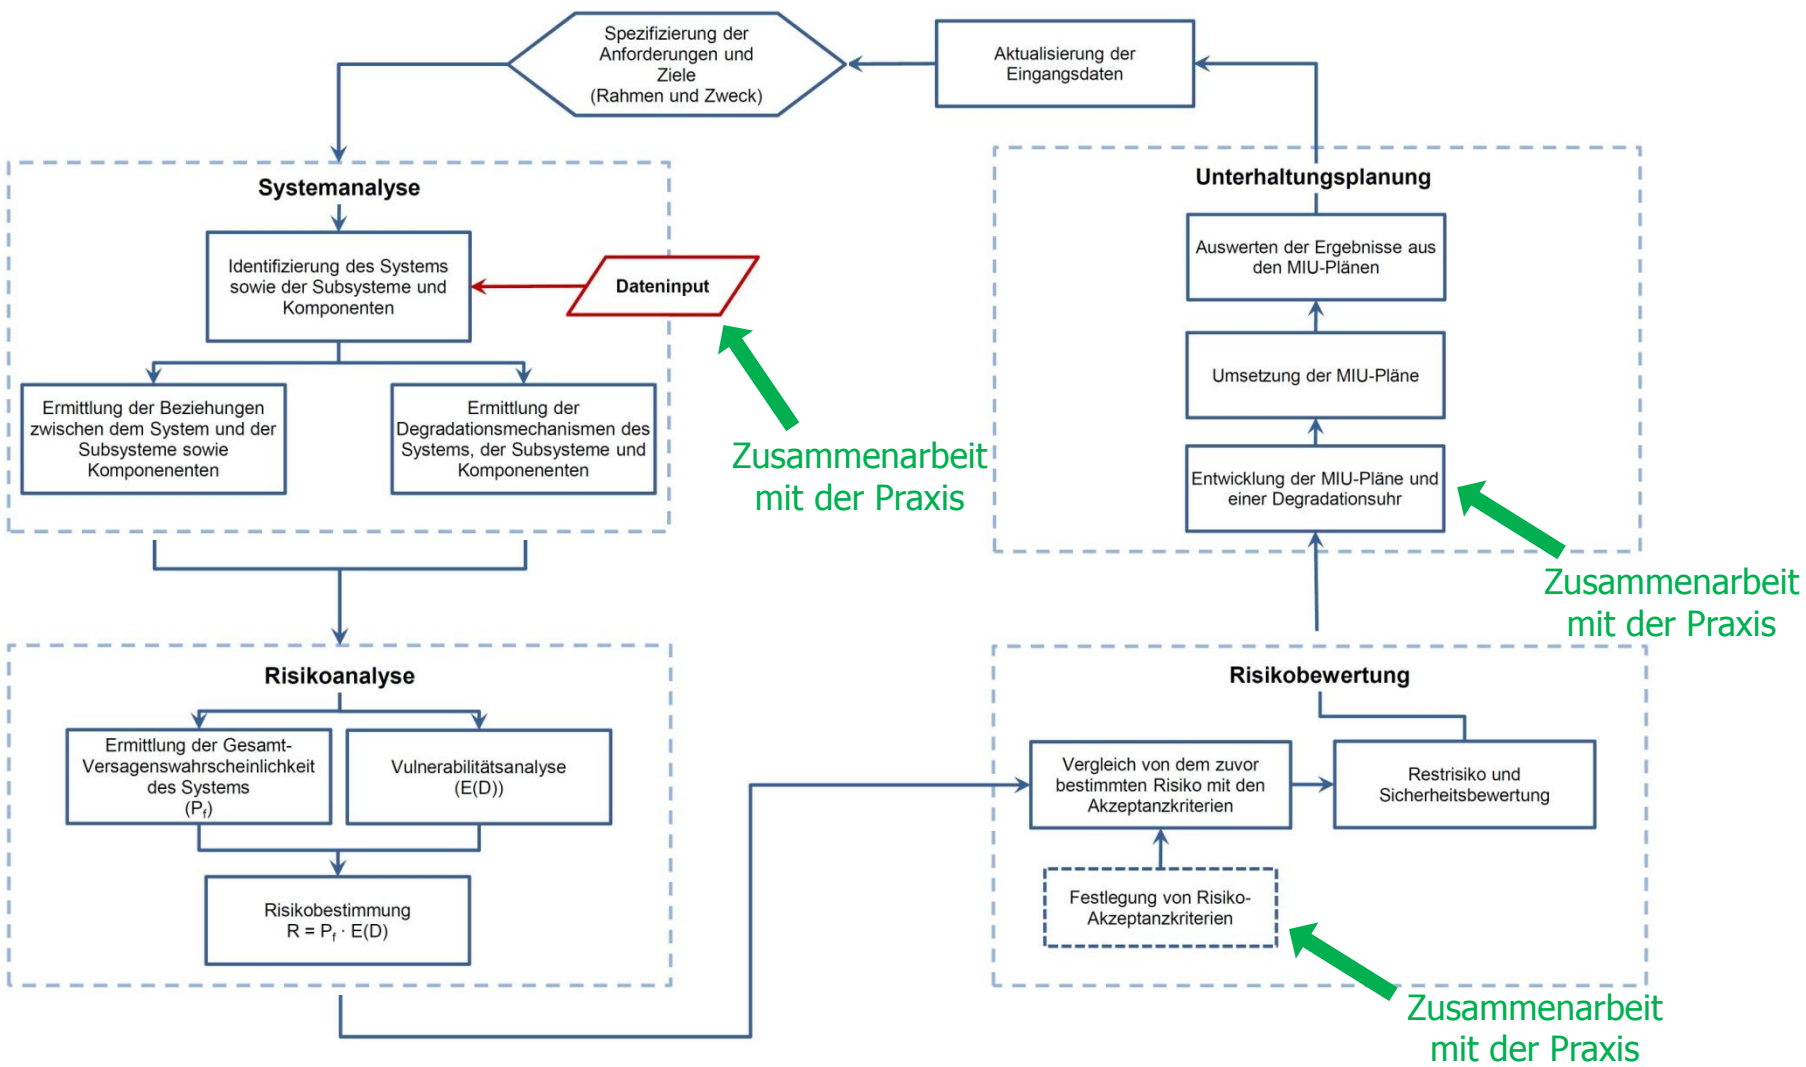 Spezifizierung der
Anforderungen und
Ziele
(Rahmen und Zweck)
Aktualisierung der
Eingangsdaten
Systemanalyse
Identifizierung des Systems
sowie der Subsysteme und
Komponenten
Dateninput
Ermittlung der Beziehungen
zwischen dem System und der
Subsysteme sowie
Komponenenten
Ermittlung der
Degradationsmechanismen des
Systems, der Subsysteme und
Komponenenten
Zusammenarbeit
mit der Praxis
Unterhaltungsplanung
Auswerten der Ergebnisse aus
den MIU-Plänen
Umsetzung der MIU-Pläne
Entwicklung der MIU-Pläne und
einer Degradationsuhr
Zusammenarbeit
mit der Praxis
Risikoanalyse
Ermittlung der Gesamt-
Versagenswahrscheinlichkeit
des Systems
(Pf)
Vulnerabilitätsanalyse
(E(D))
Risikobestimmung
R = Pf · E(D)
Risikobewertung
Vergleich von dem zuvor
bestimmten Risiko mit den
Akzeptanzkriterien
Restrisiko und
Sicherheitsbewertung
Festlegung von Risiko-
Akzeptanzkriterien
Zusammenarbeit
mit der Praxis